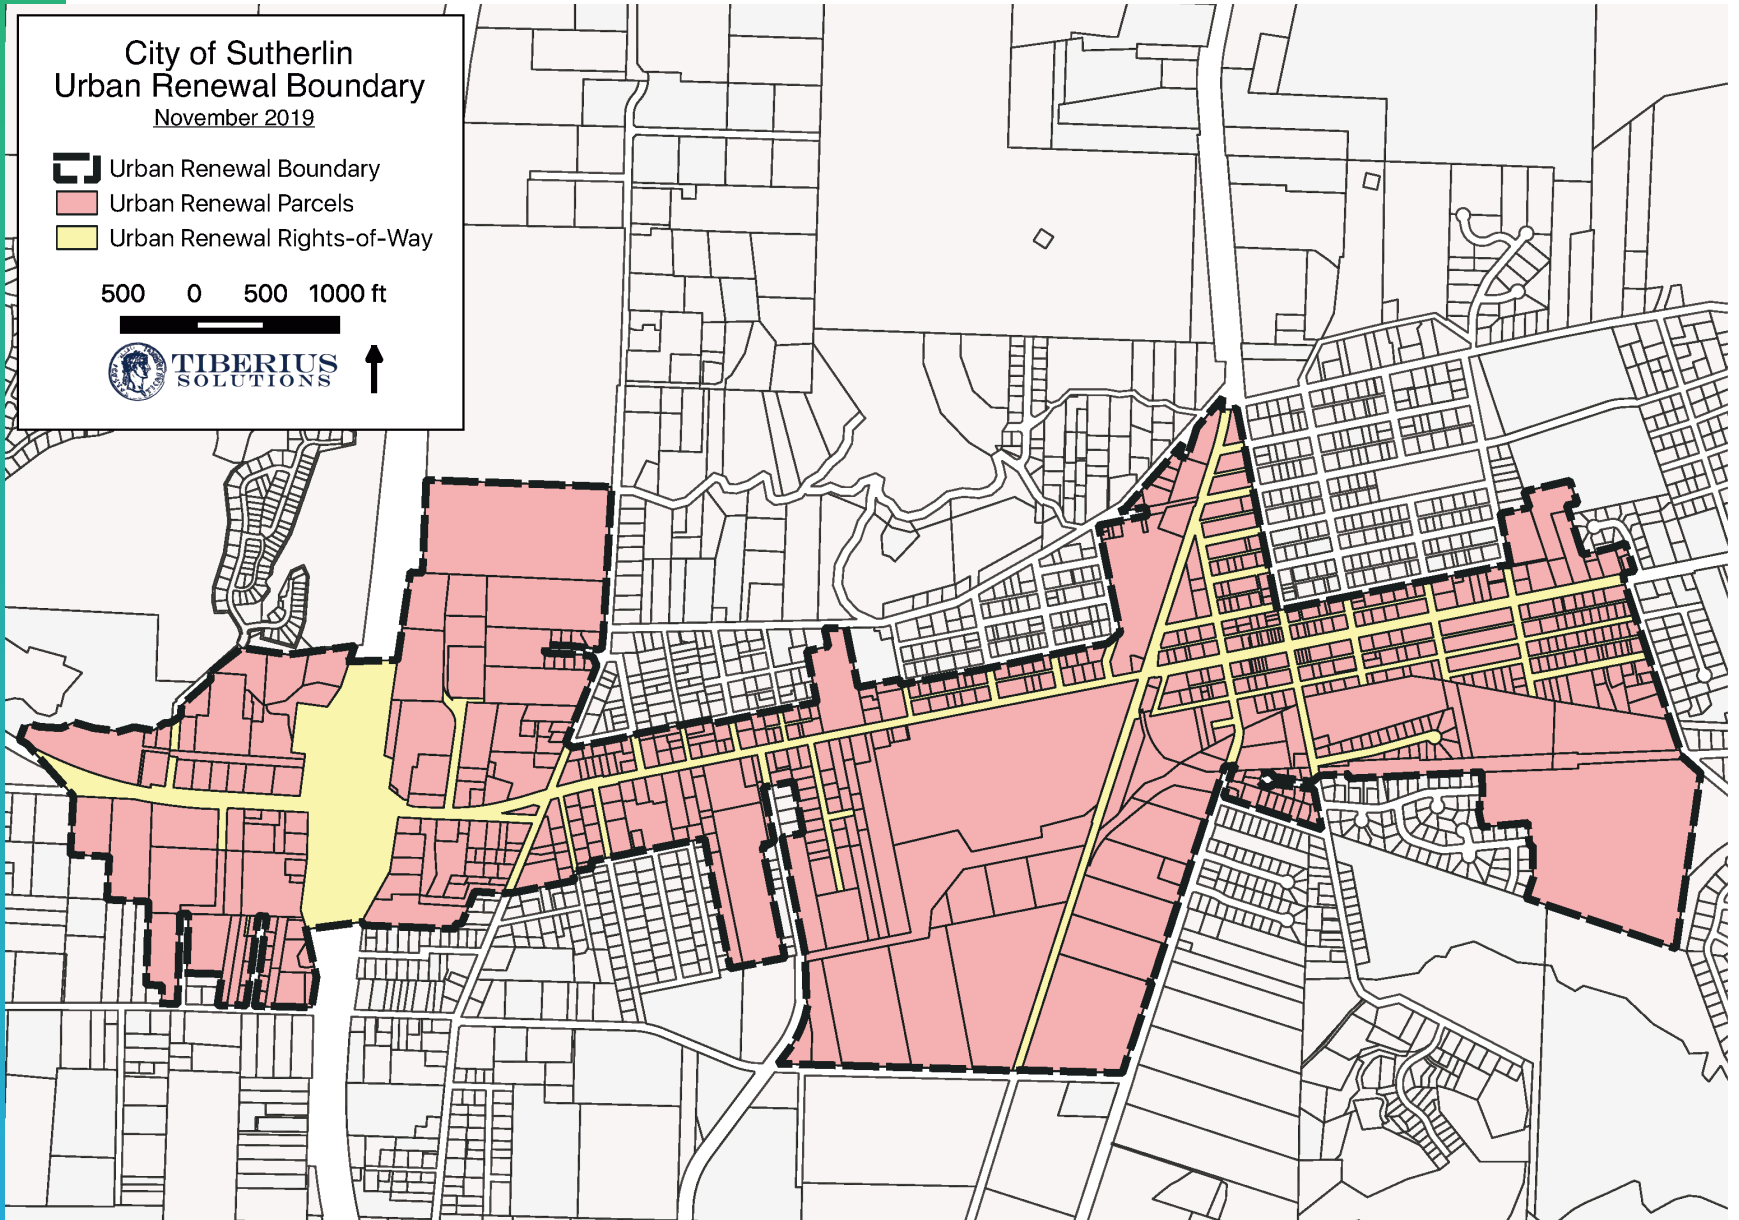 City of Sutherlin
Urban Renewal Boundary
November 2019
Urban Renewal Boundary
Urban Renewal Parcels
Urban Renewal Rights-of-Way
500 0 500 1000 ft
TIBERIUS
SOLUTIONS